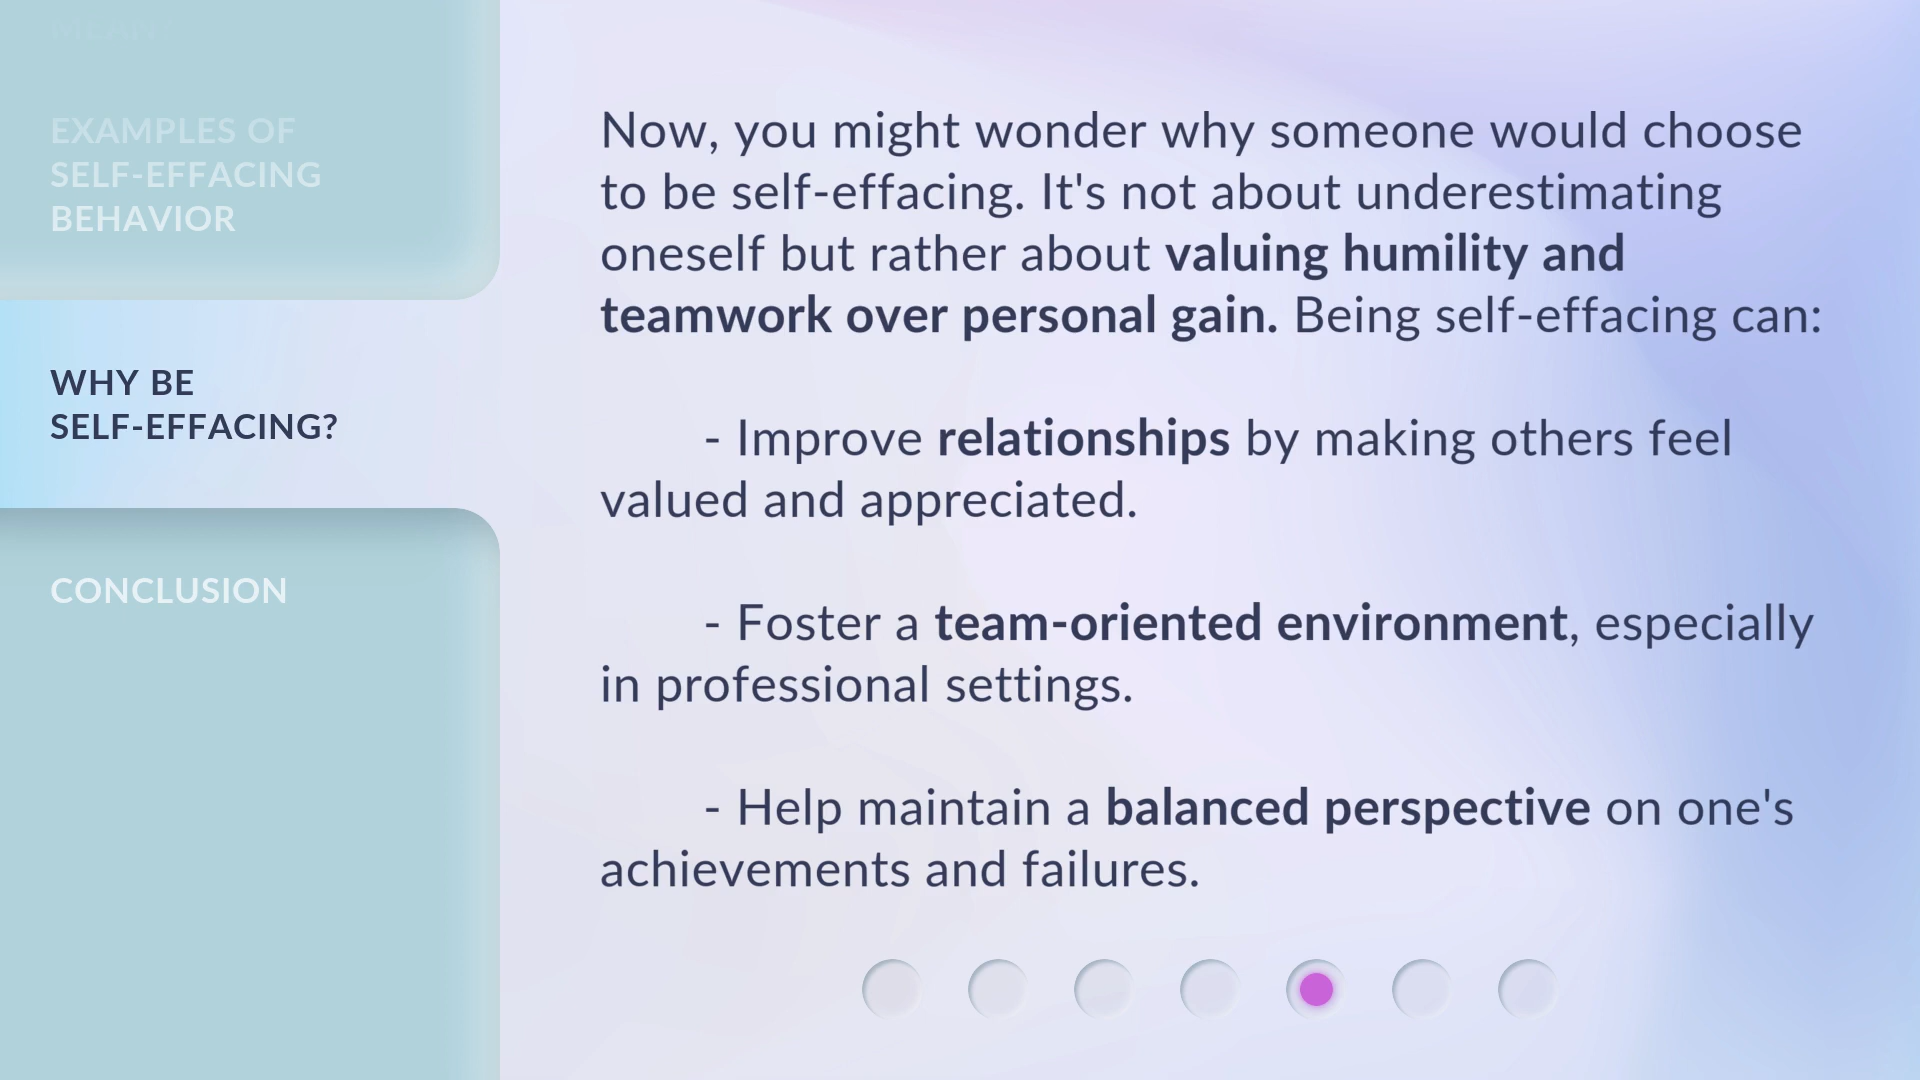 EXAMPLES OF
SELF-EFFACING
BEHAVIOR
WHY BE
SELF-EFFACING?
CONCLUSION
Now, you might wonder why someone would choose
to be self-effacing. It's not about underestimating
oneself but rather about valuing humility and
teamwork over personal gain. Being self-effacing can:
- Improve relationships by making others feel
valued and appreciated.
- Foster a team-oriented environment, especially
in professional settings.
- Help maintain a balanced perspective on one's
achievements and failures.